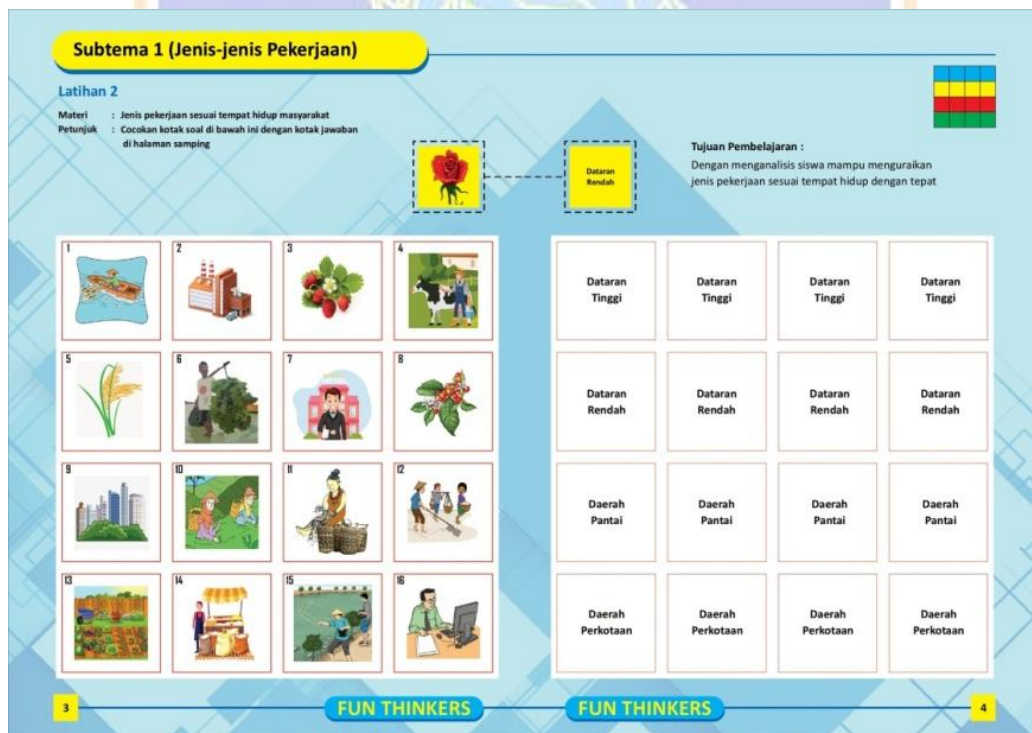 Subtema 1 (Jenis-jenis Pekerjaan)
Latihan 2
Materi : Jenis pekerjaan sesuai tempat hidup masyarakat
Petunjuk : Cocokan kotak soal di bawah ini dengan kotak jawaban
di halaman samping
Dataran
Rendah
Tujuan Pembelajaran :
Dengan menganalisis siswa mampu menguraikan
jenis pekerjaan sesuai tempat hidup dengan tepat
1 2 3 4
5 6 7 8
9 10 11 12
13 14 15 16
Dataran Dataran Dataran Dataran
Tinggi Tinggi Tinggi Tinggi
Dataran Dataran Dataran Dataran
Rendah Rendah Rendah Rendah
Daerah Daerah Daerah Daerah
Pantai Pantai Pantai Pantai
Daerah Daerah Daerah Daerah
Perkotaan Perkotaan Perkotaan Perkotaan
3 FUN THINKERS FUN THINKERS 4